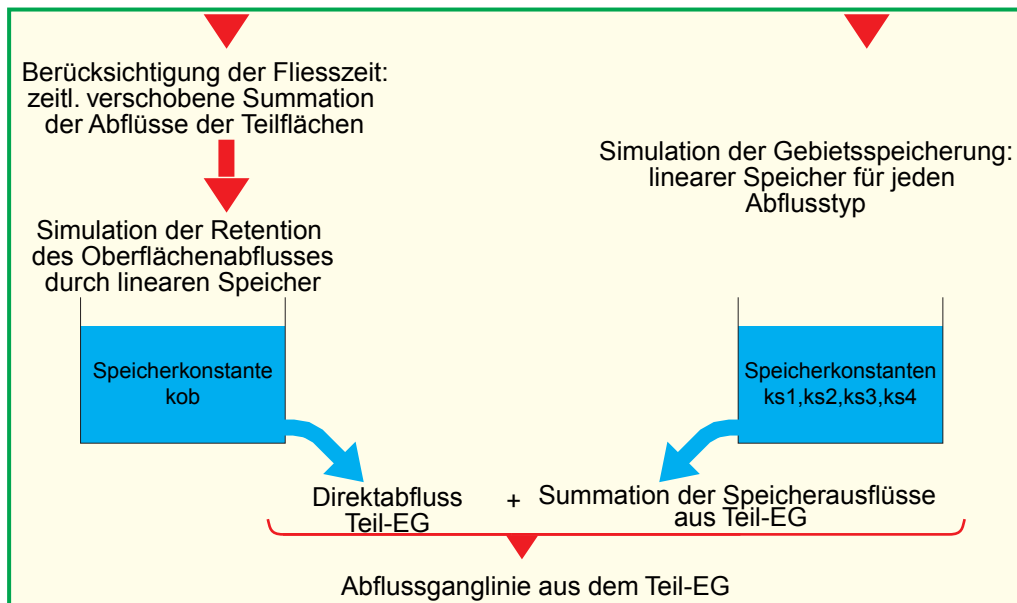 Berücksichtigung der Fliesszeit:
zeitl. verschobene Summation
der Abflüsse der Teilflächen
Simulation der Retention
des Oberflächenabflusses
durch linearen Speicher
Speicherkonstante
kob
Simulation der Gebietsspeicherung:
linearer Speicher für jeden
Abflusstyp
Speicherkonstanten
ks1,ks2,ks3,ks4
Direktabfluss
Teil-EG
+
Summation der Speicherausflüsse
aus Teil-EG
Abflussganglinie aus dem Teil-EG